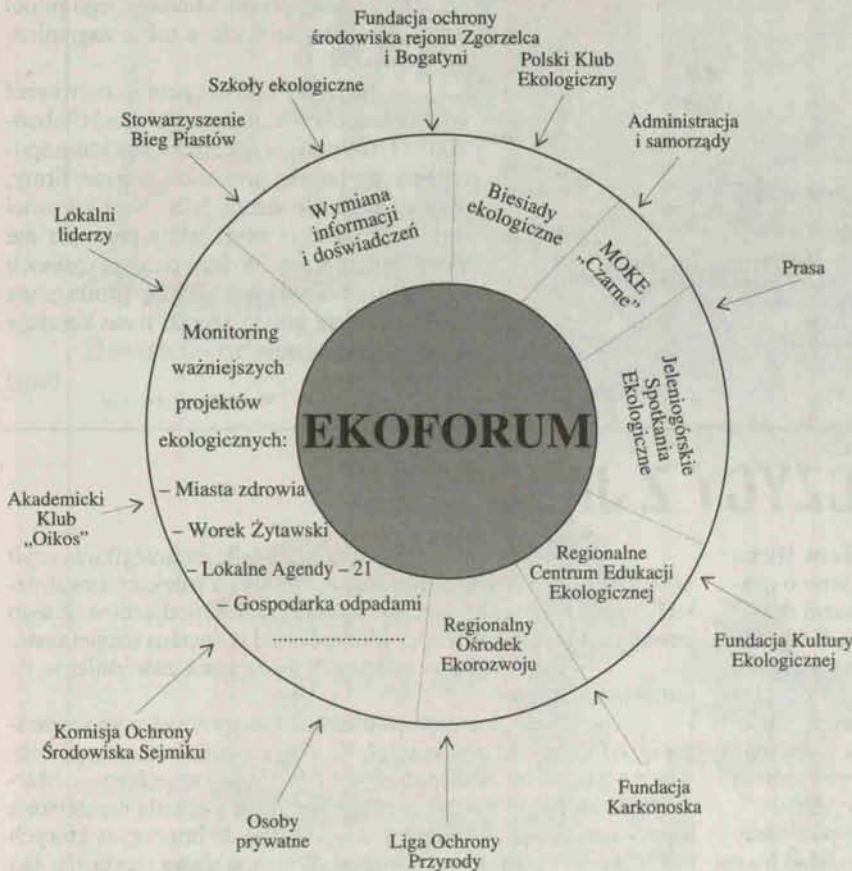 Fundacja ochrony
środowiska rejonu Zgorzelca
i Bogatyni
Polski Klub
Ekologiczny
Szkoły ekologiczne
Stowarzyszenie
Bieg Piastów
Administracja
i samorządy
Lokalni
liderzy
Prasa
Wymiana
informacji
i doświadczeń
Biesiady
ekologiczne
MOKE
„Czarne”
Jeleniogórskie
Spotkania
Ekologiczne
Monitoring
ważniejszych
projektów
ekologicznych:
– Miasta zdrowia
– Worek Żytawski
– Lokalne Agendy – 21
– Gospodarka odpadami
........................
EKOFORUM
Regionalne
Centrum Edukacji
Ekologicznej
Regionalny
Ośrodek
Ekorozwoju
Akademicki
Klub
„Oikos”
Fundacja Kultury
Ekologicznej
Komisja Ochrony
Środowiska Sejmiku
Fundacja
Karkonoska
Osoby
prywatne
Liga Ochrony
Przyrody